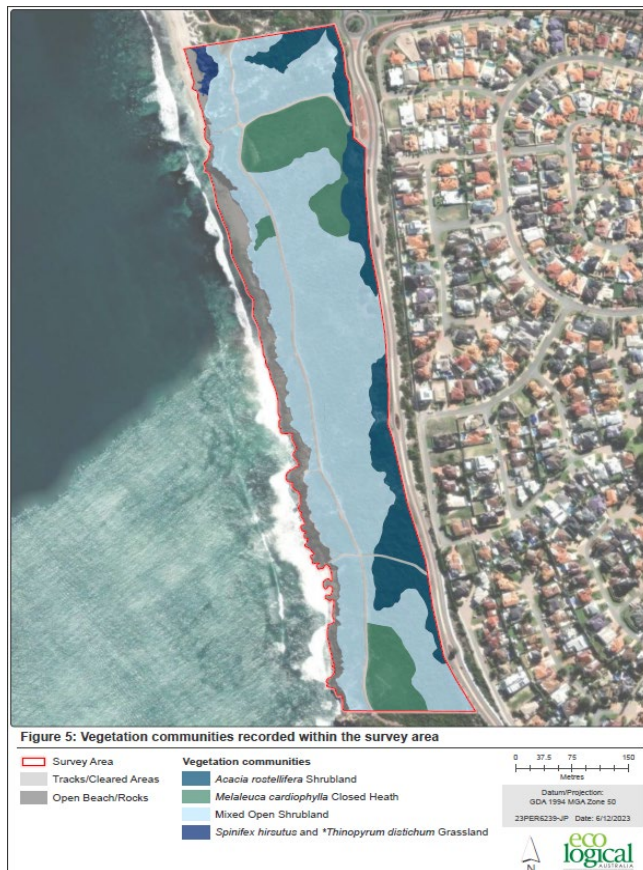 Figure 5: Vegetation communities recorded within the survey area
Survey Area
Tracks/Cleared Areas
Open Beach/Rocks
Vegetation communities
Acacia rostellifera Shrubland
Melaleuca cardiophylla Closed Heath
Mixed Open Shrubland
Spinifex hirsutus and *Thinopyrum distichum Grassland
0 37.5 75 150
Metres
Datum/Projection:
GDA 1994 MGA Zone 50
23PER6239-JP Date: 6/12/2023
N
eco
logical
AUSTRALIA